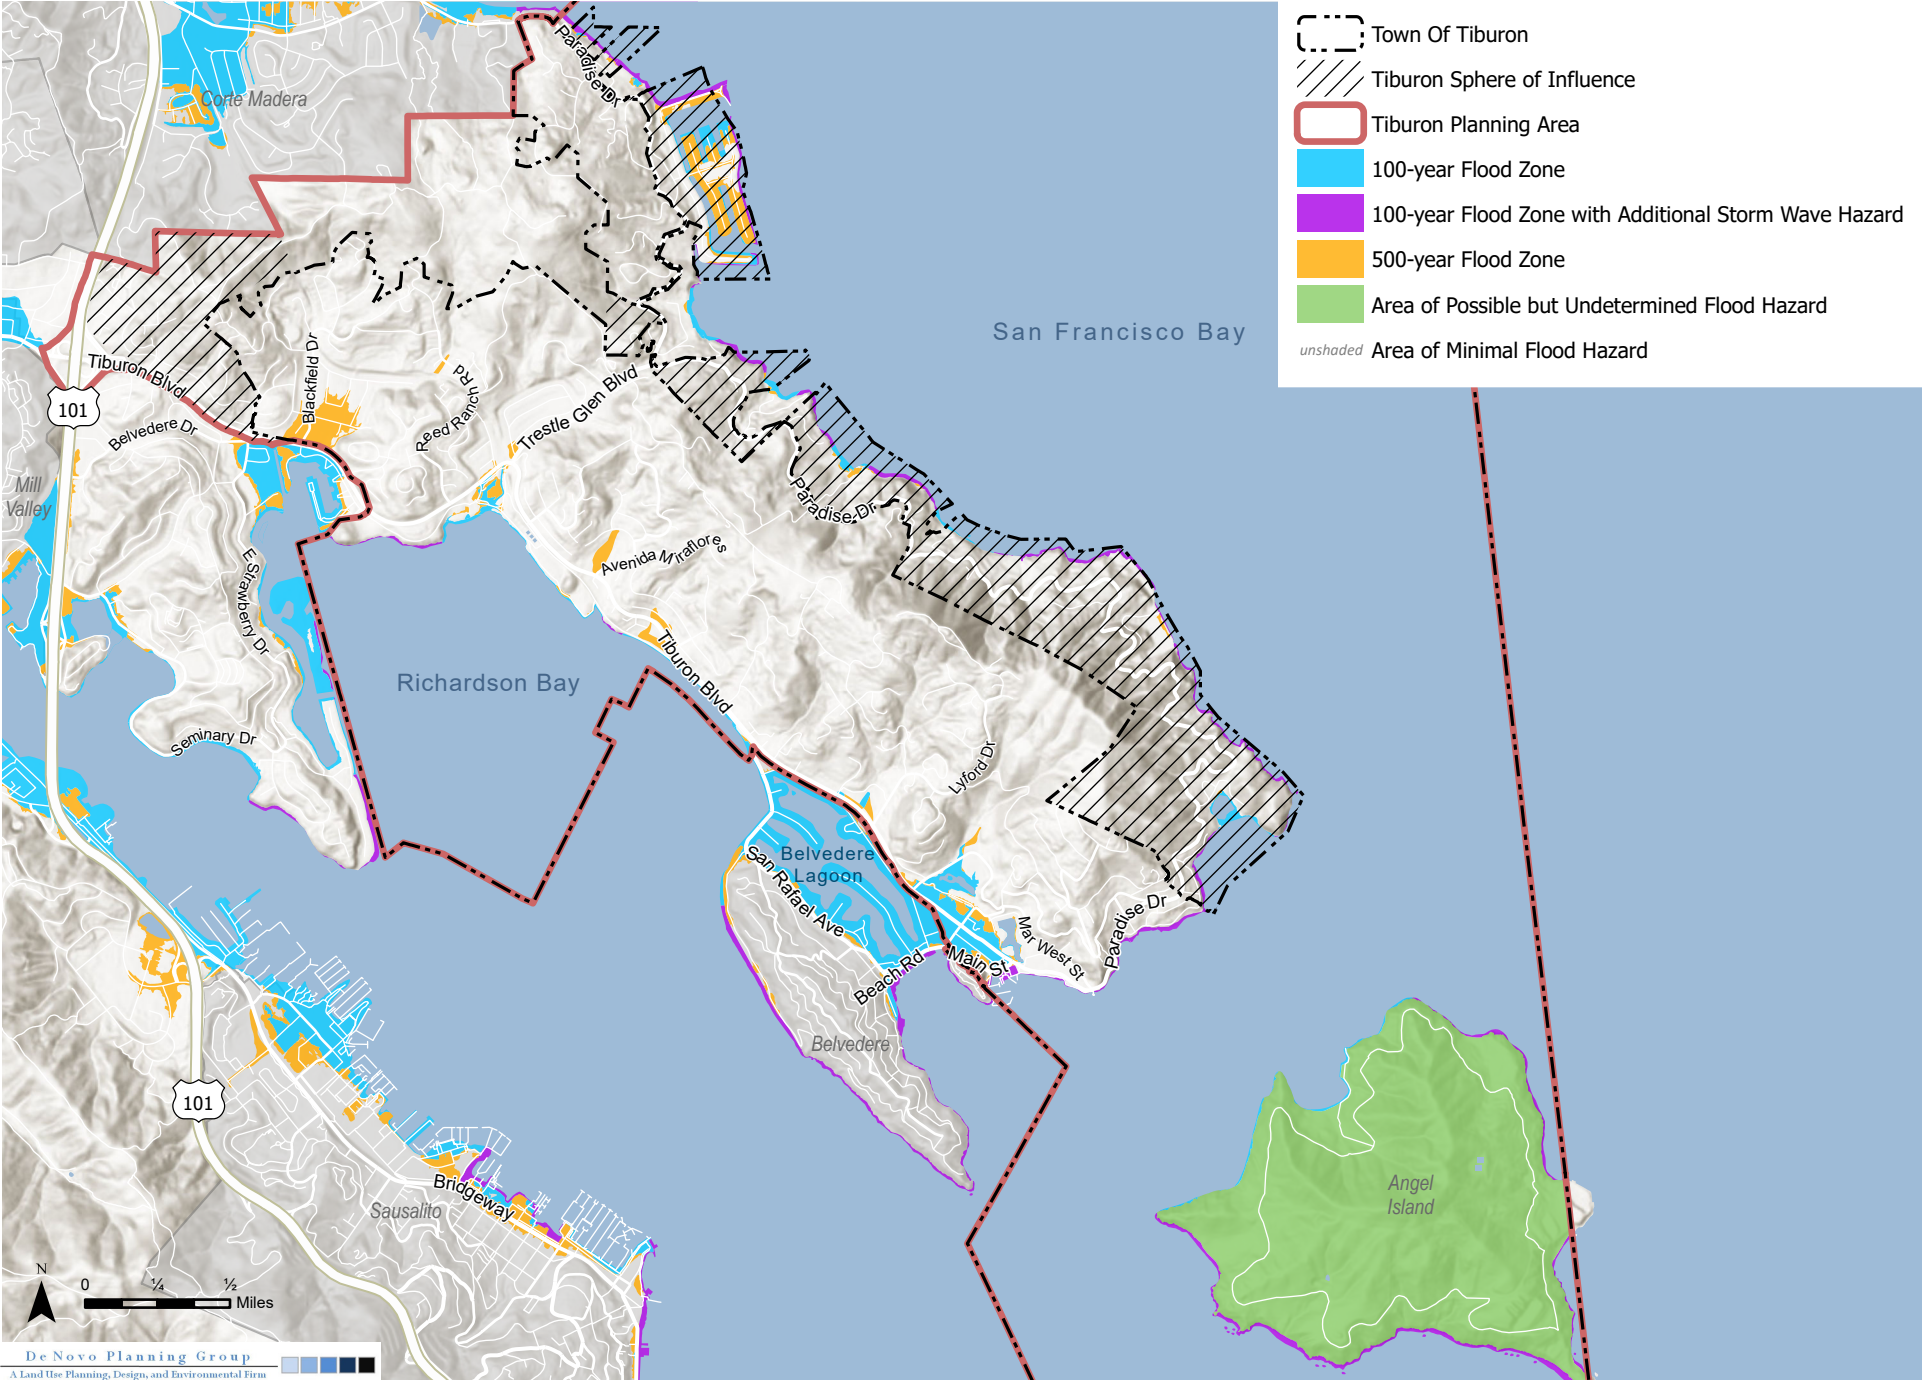 Town Of Tiburon
Tiburon Sphere of Influence
Tiburon Planning Area
100-year Flood Zone
100-year Flood Zone with Additional Storm Wave Hazard
500-year Flood Zone
Area of Possible but Undetermined Flood Hazard
unshaded Area of Minimal Flood Hazard
Paradise Dr
Corte Madera
San Francisco Bay
Tiburon Blvd
101
Belvedere Dr
Blackfield Dr
Reed Ranch Rd
Trestle Glen Blvd
Mill
Valley
Paradise Dr
E Strawberry Dr
Avenida Miraflores
Tiburon Blvd
Richardson Bay
Seminary Dr
Lyford Dr
Belvedere
Lagoon
San Rafael Ave
Paradise Dr
Mar West St
Main St
Beach Rd
Belvedere
101
Angel
Island
Bridgeway
Sausalito
N
0 ¼ ½
Miles
De Novo Planning Group
A Land Use Planning, Design, and Environmental Firm